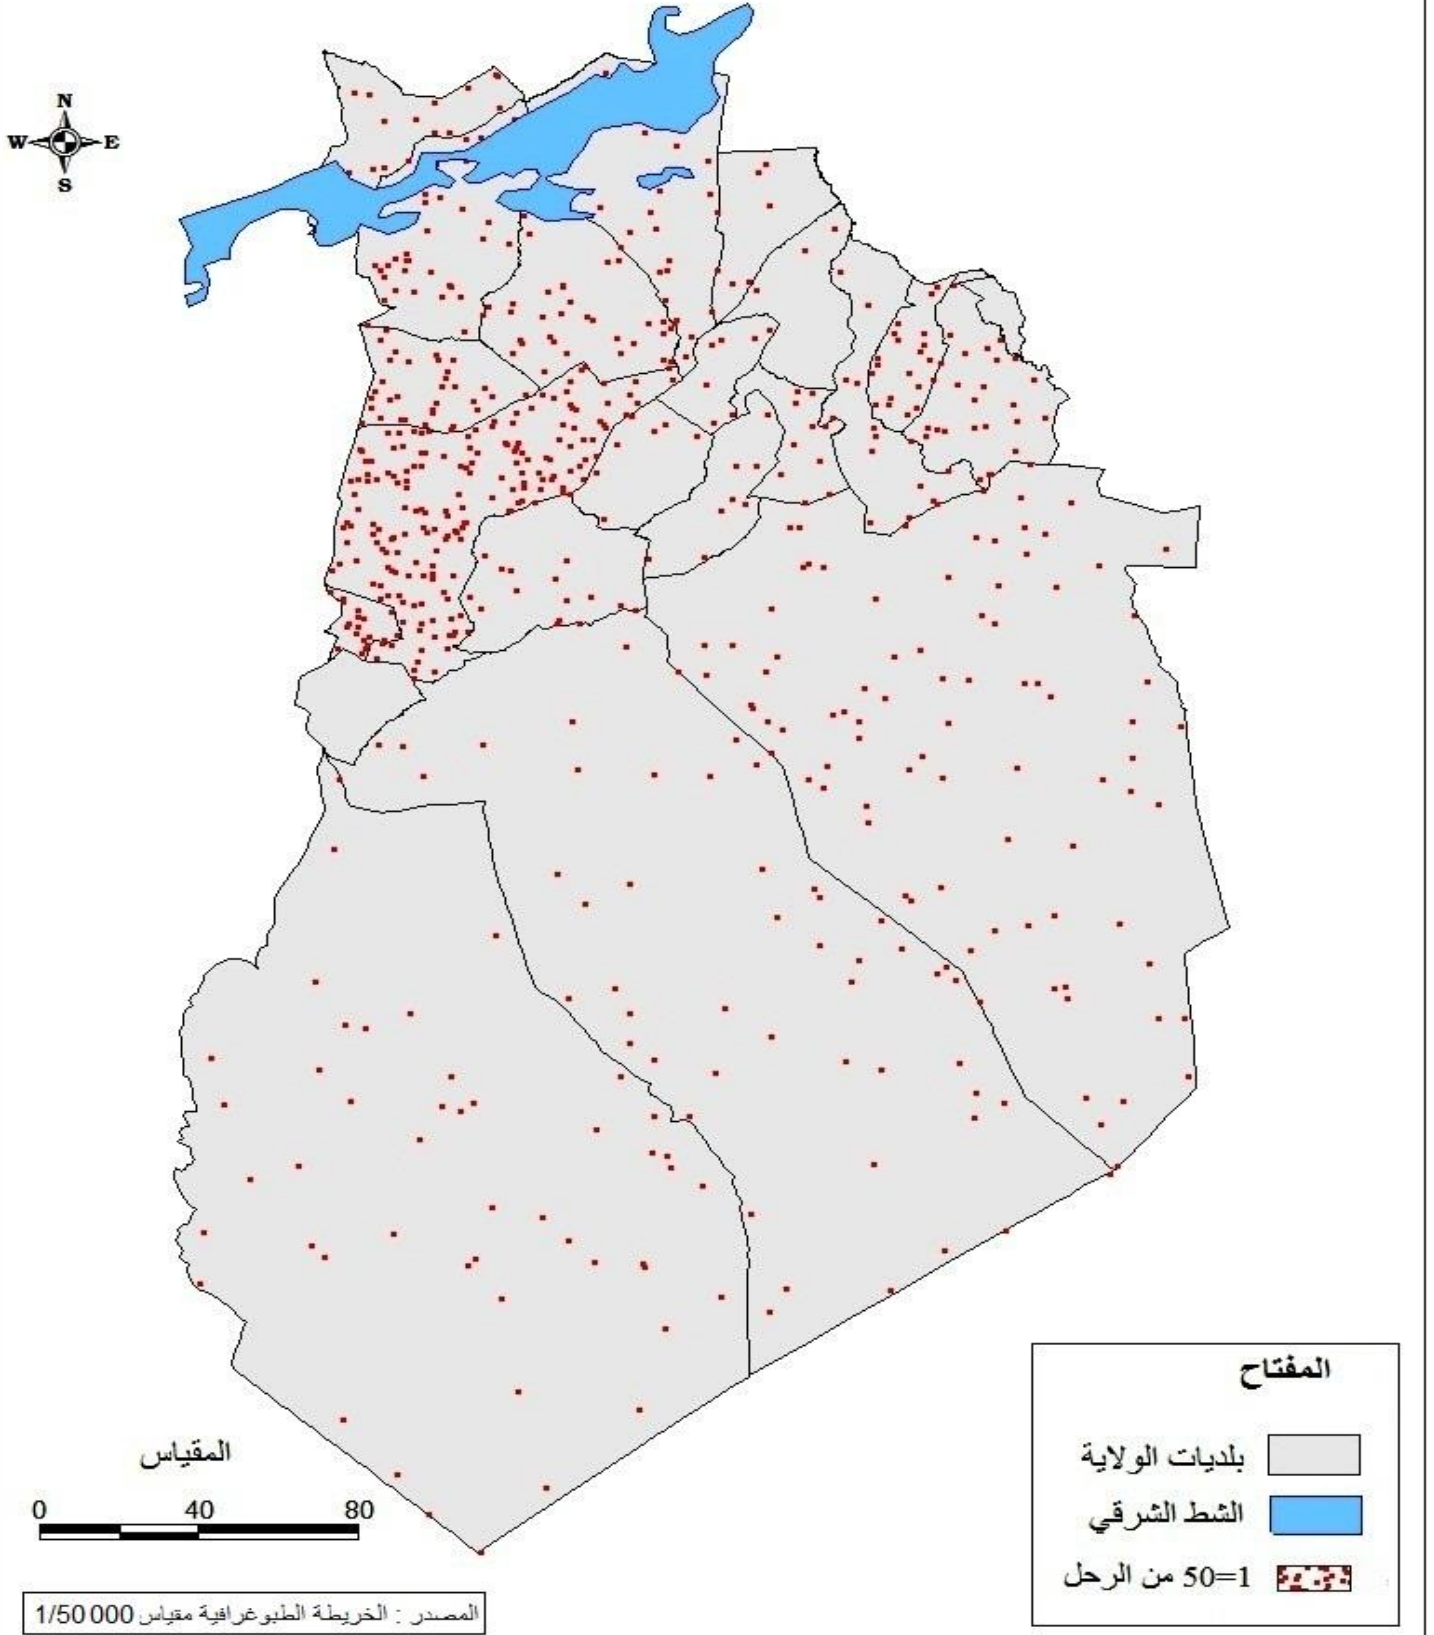 N
W E
S
المفتاح
بلديات الولاية
الشط الشرقي
1=50 من الرحل
المقياس
0 40 80
المصدر : الخريطة الطبوغرافية مقياس 1/50 000